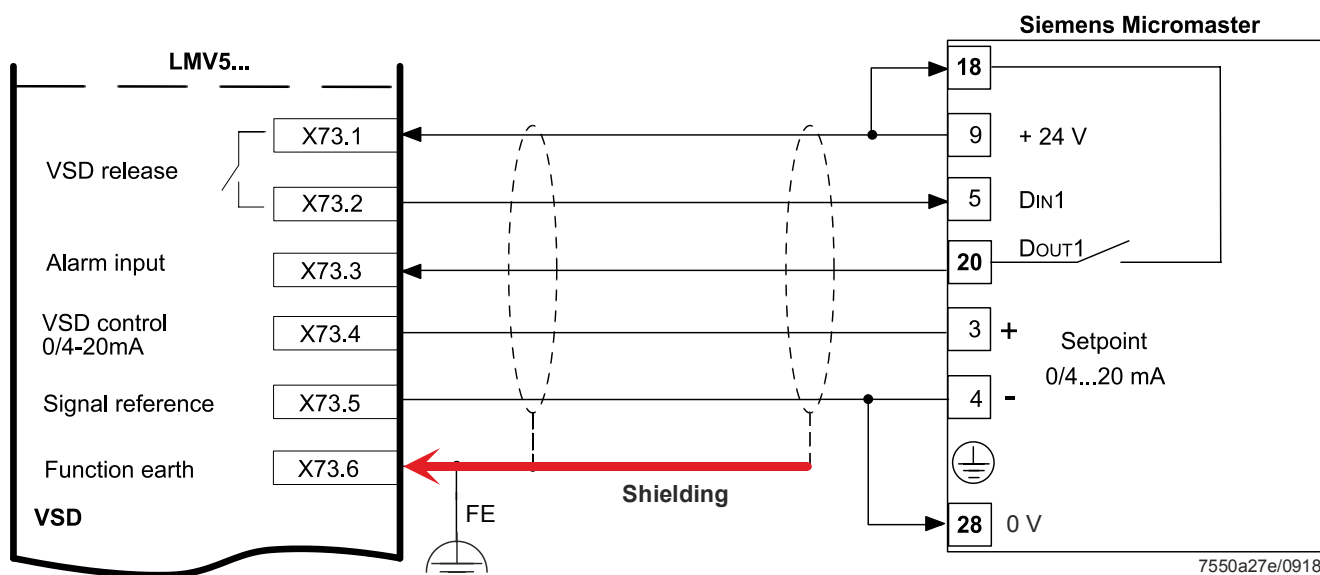 Siemens Micromaster
LMV5...
18
X73.1
9
+ 24 V
VSD release
X73.2
5
DIN1
Alarm input
X73.3
20
DOUT1
VSD control
0/4-20mA
X73.4
3
+
Setpoint
0/4...20 mA
Signal reference
X73.5
4
-
Function earth
X73.6
Shielding
VSD
FE
28
0 V
7550a27e/0918